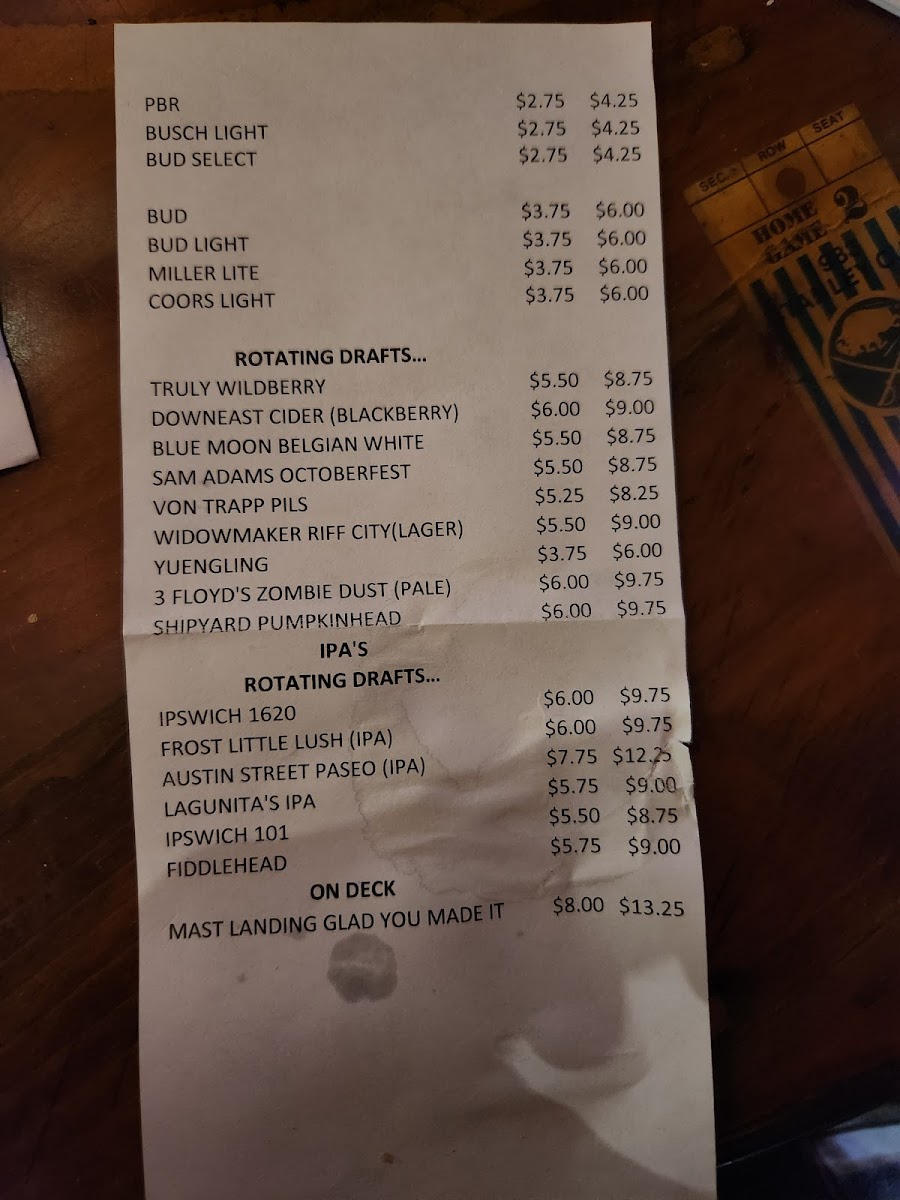 PBR $2.75 $4.25
BUSCH LIGHT $2.75 $4.25
BUD SELECT $2.75 $4.25
BUD $3.75 $6.00
BUD LIGHT $3.75 $6.00
MILLER LITE $3.75 $6.00
COORS LIGHT $3.75 $6.00
ROTATING DRAFTS...
TRULY WILDBERRY $5.50 $8.75
DOWNEAST CIDER (BLACKBERRY) $6.00 $9.00
BLUE MOON BELGIAN WHITE $5.50 $8.75
SAM ADAMS OCTOBERFEST $5.50 $8.75
VON TRAPP PILS $5.25 $8.25
WIDOWMAKER RIFF CITY(LAGER) $5.50 $9.00
YUENGLING $3.75 $6.00
3 FLOYD'S ZOMBIE DUST (PALE) $6.00 $9.75
SHIPYARD PUMPKINHEAD $6.00 $9.75
IPA'S
ROTATING DRAFTS...
IPSWICH 1620 $6.00 $9.75
FROST LITTLE LUSH (IPA) $6.00 $9.75
AUSTIN STREET PASEO (IPA) $7.75 $12.25
LAGUNITA'S IPA $5.75 $9.00
IPSWICH 101 $5.50 $8.75
FIDDLEHEAD $5.75 $9.00
ON DECK
MAST LANDING GLAD YOU MADE IT $8.00 $13.25
SEC. ROW SEAT
HOME
GAME 2